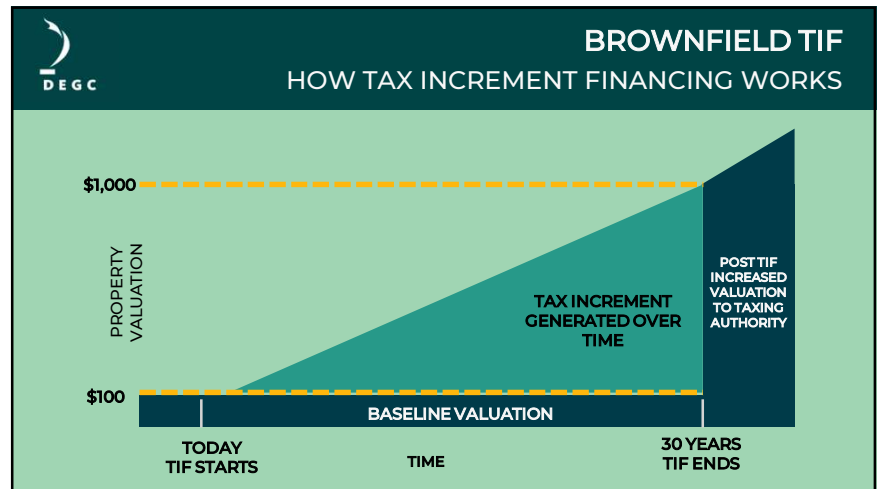 DEGC
BROWNFIELD TIF
HOW TAX INCREMENT FINANCING WORKS
$1,000
PROPERTY
VALUATION
POST TIF
INCREASED
VALUATION
TO TAXING
AUTHORITY
TAX INCREMENT
GENERATED OVER
TIME
$100
BASELINE VALUATION
TODAY
TIF STARTS
TIME
30 YEARS
TIF ENDS